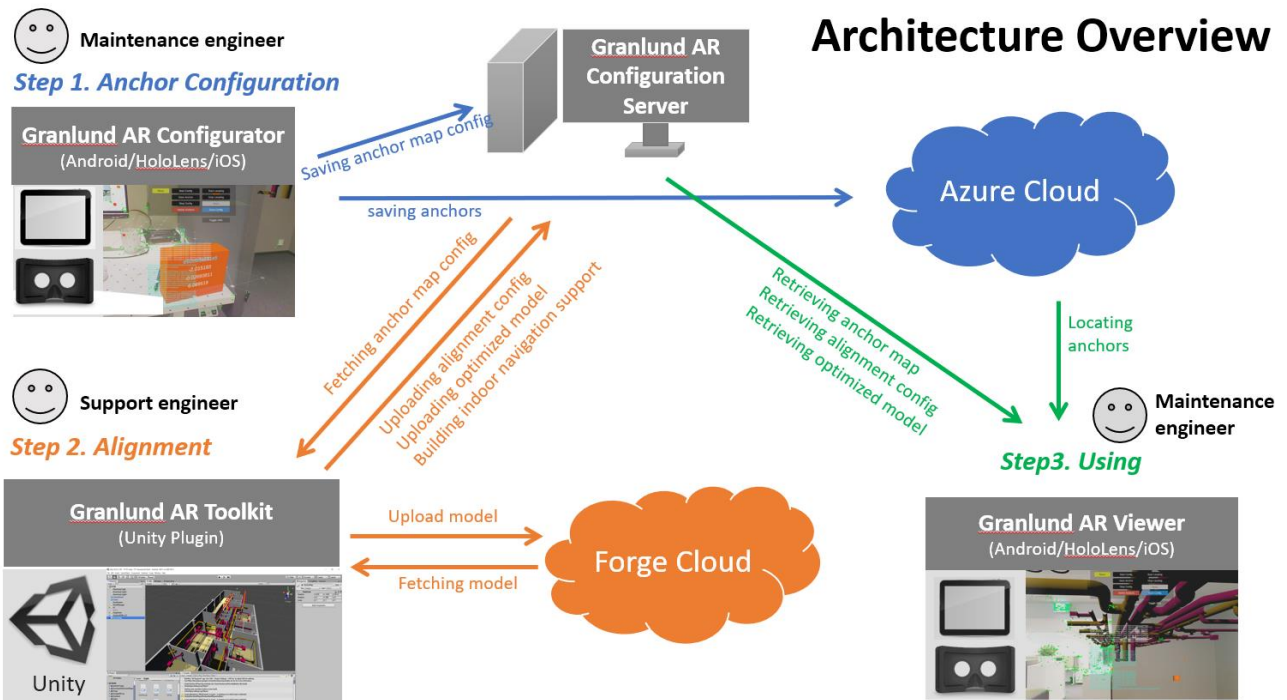 Architecture Overview
Maintenance engineer
Step 1. Anchor Configuration
Granlund AR Configurator
(Android/HoloLens/iOS)
Granlund AR
Configuration
Server
Saving anchor map config
saving anchors
Azure Cloud
Fetching anchor map config
Uploading alignment config
Uploading optimized model
Building indoor navigation support
Retrieving anchor map
Retrieving alignment config
Retrieving optimized model
Locating
anchors
Support engineer
Step 2. Alignment
Granlund AR Toolkit
(Unity Plugin)
Unity
Upload model
Fetching model
Forge Cloud
Maintenance
engineer
Step3. Using
Granlund AR Viewer
(Android/HoloLens/iOS)